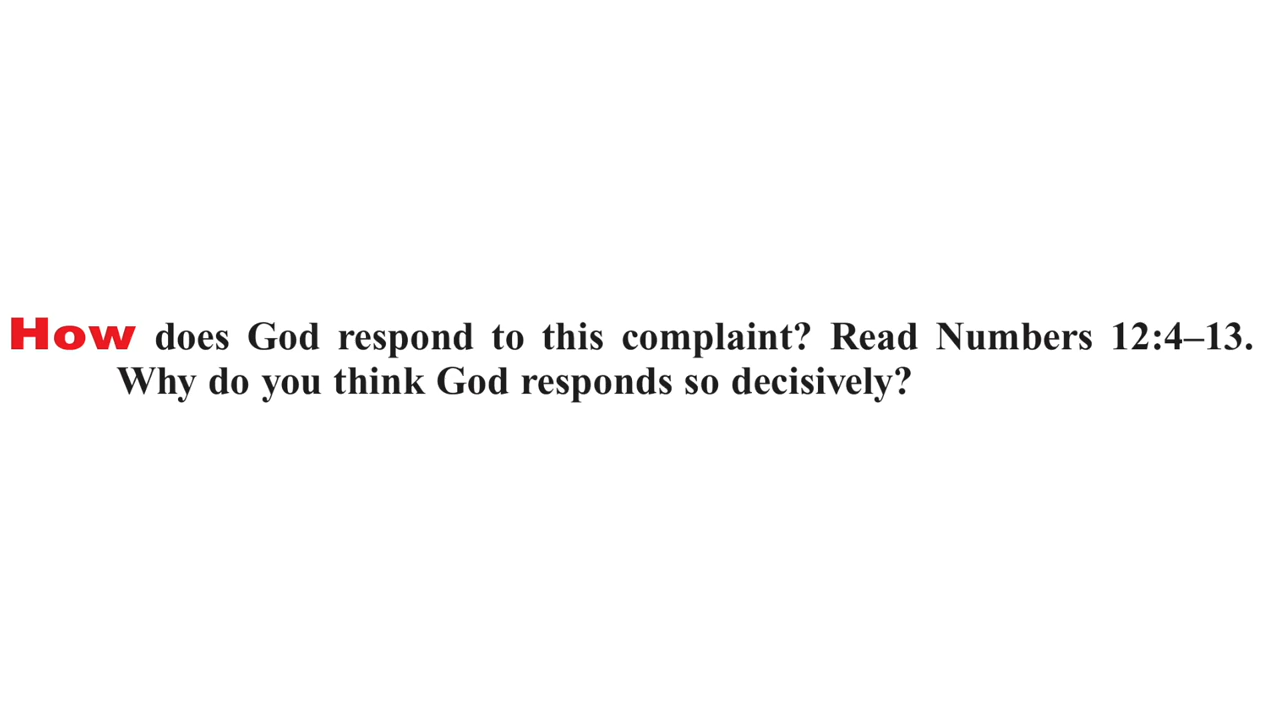 How does God respond to this complaint? Read Numbers 12:4–13.
Why do you think God responds so decisively?